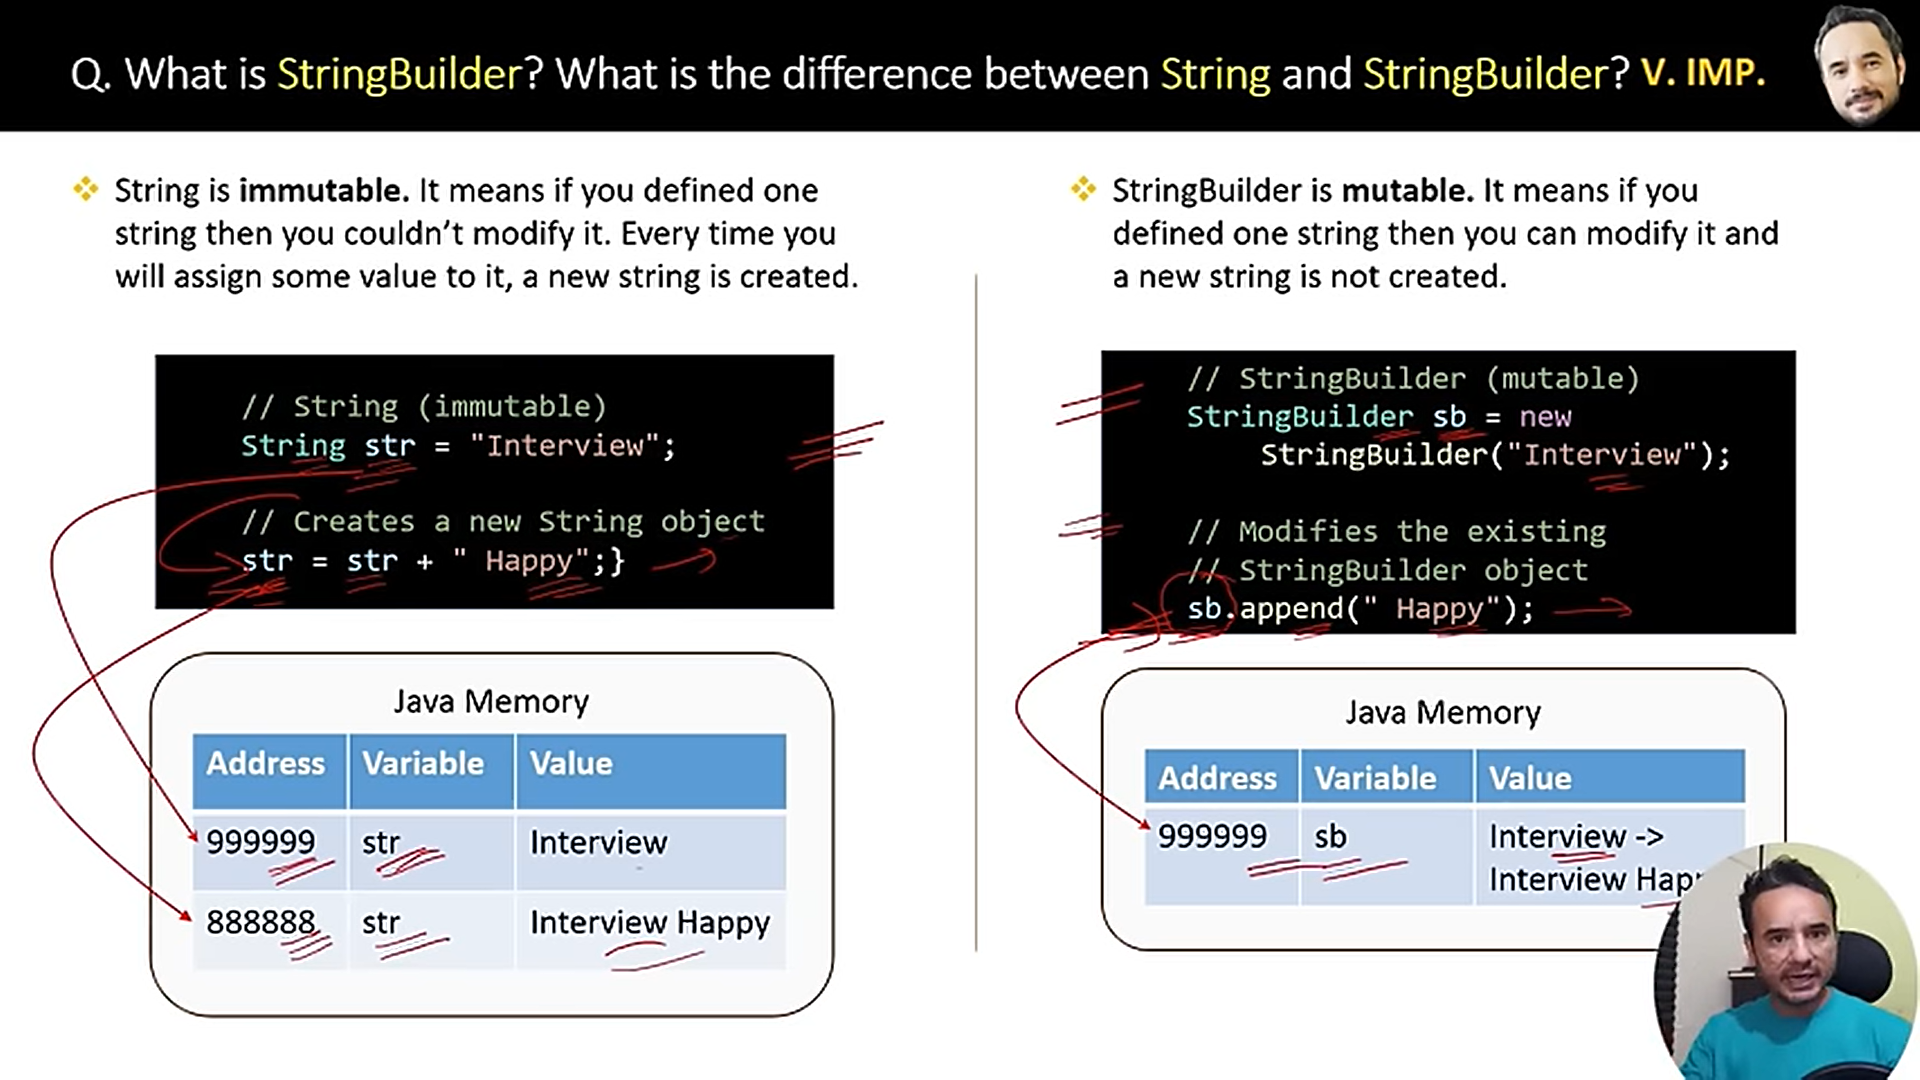 Q. What is StringBuilder? What is the difference between String and StringBuilder? V. IMP.
String is immutable. It means if you defined one
string then you couldn't modify it. Every time you
will assign some value to it, a new string is created.
// String (immutable)
String str = "Interview";
// Creates a new String object
str = str + " Happy";}
Java Memory
Address Variable Value
999999 str Interview
888888 str Interview Happy
StringBuilder is mutable. It means if you
defined one string then you can modify it and
a new string is not created.
// StringBuilder (mutable)
StringBuilder sb = new
StringBuilder("Interview");
// Modifies the existing
// StringBuilder object
sb.append(" Happy");
Java Memory
Address Variable Value
999999 sb Interview ->
Interview